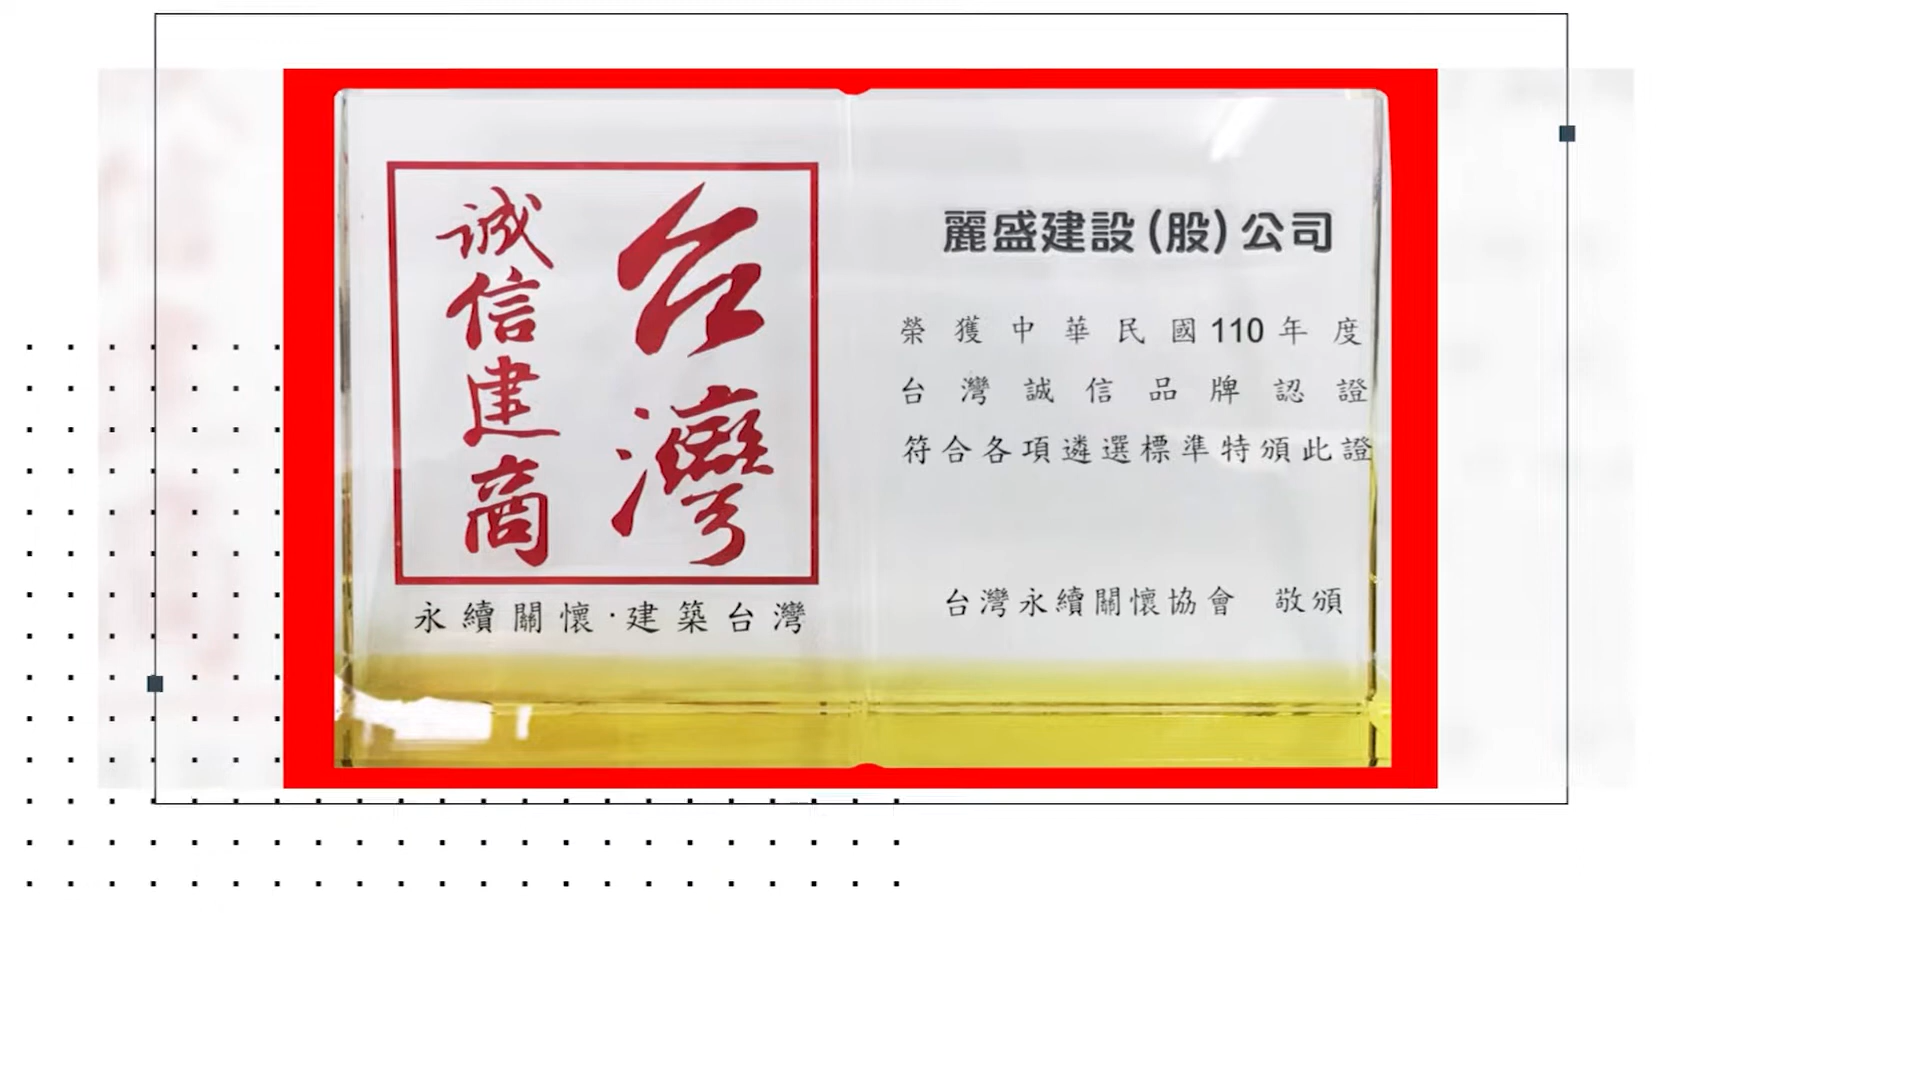 台灣
誠信建商
永續關懷·建築台灣
麗盛建設(股)公司
榮獲中華民國110年度
台灣誠信品牌認證
符合各項遴選標準特頒此證
台灣永續關懷協會 敬頒